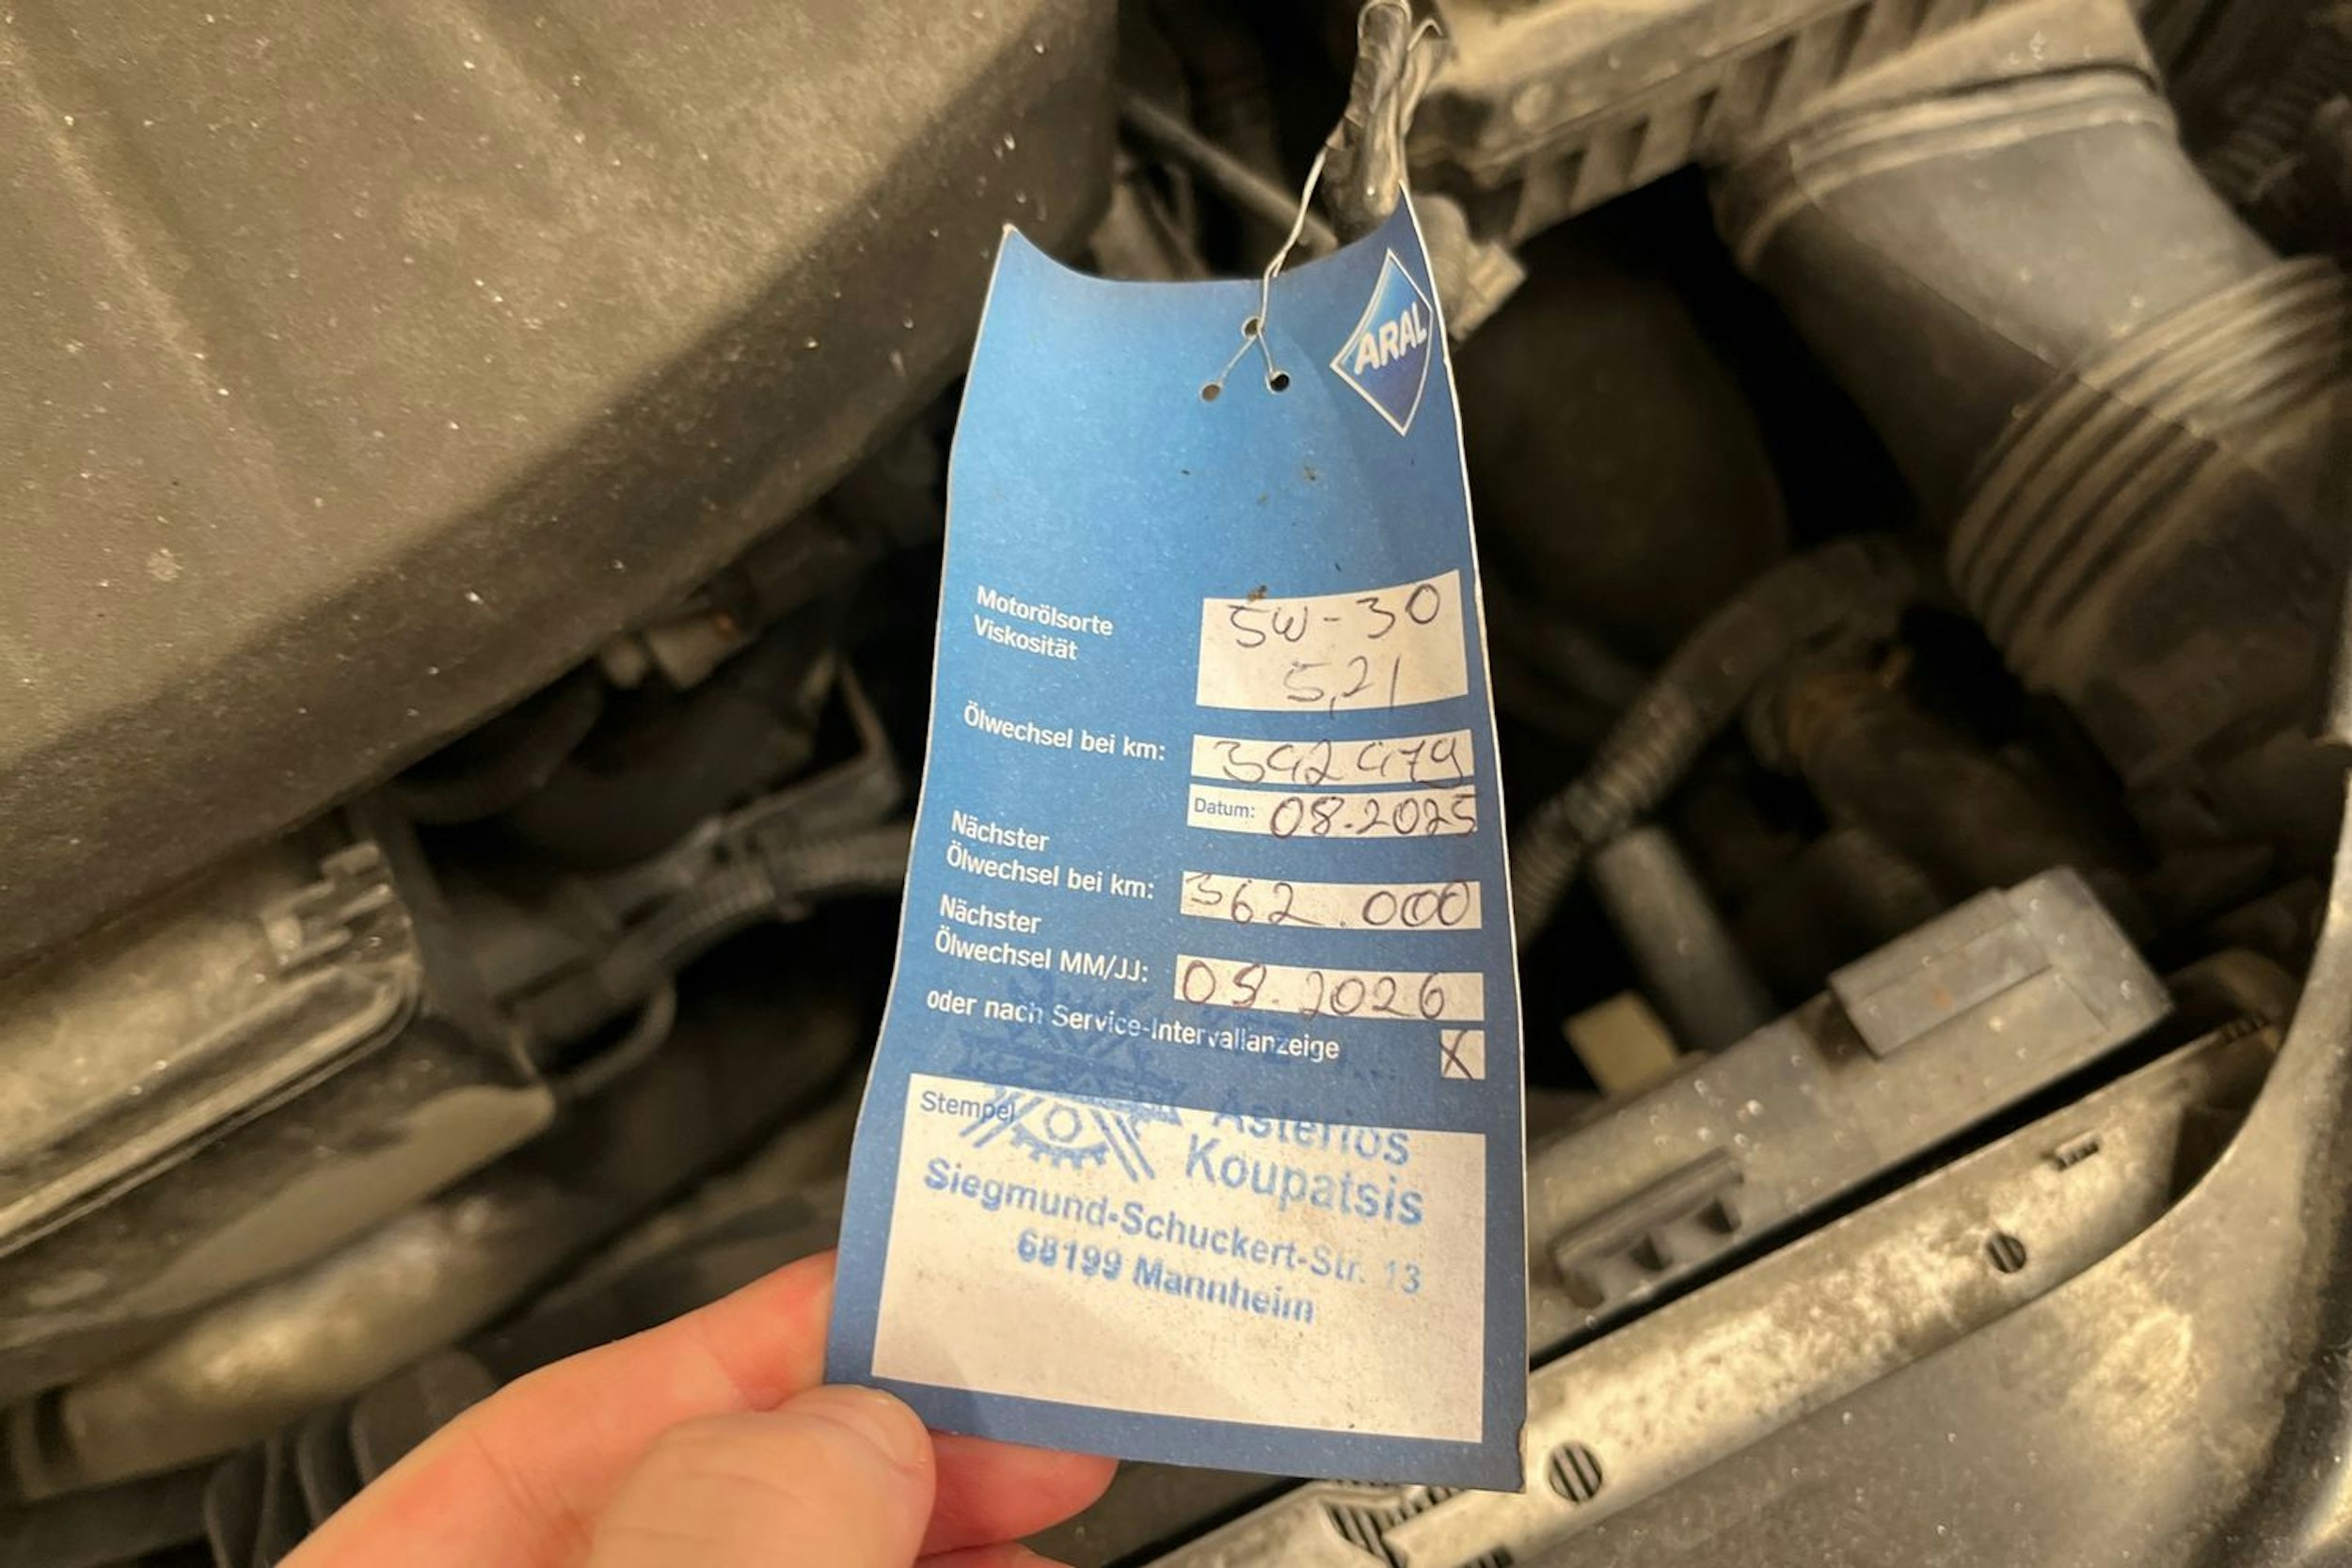 ARAL
Motorölsorte
Viskosität
5W-30
5,2l
Ölwechsel bei km:
342479
Datum: 08.2025
Nächster
Ölwechsel bei km:
362.000
Nächster
Ölwechsel MM/JJ:
08.2026
oder nach Service-Intervallanzeige
X
Stempel
Asterios
Koupatsis
Siegmund-Schuckert-Str. 13
68199 Mannheim